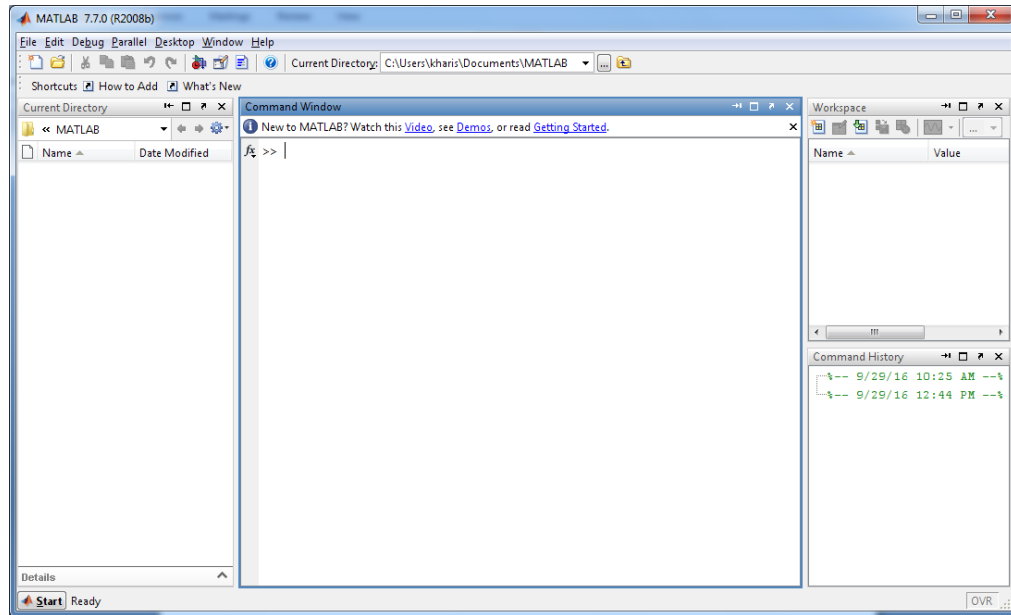 MATLAB 7.7.0 (R2008b)
File Edit Debug Parallel Desktop Window Help
Current Directory: C:\Users\kharis\Documents\MATLAB ...
Shortcuts How to Add What's New
Current Directory
« MATLAB
Name Date Modified
Details
Command Window
New to MATLAB? Watch this Video, see Demos, or read Getting Started.
fx >>
Workspace
...
Name Value
Command History
%-- 9/29/16 10:25 AM --%
%-- 9/29/16 12:44 PM --%
Start Ready
OVR